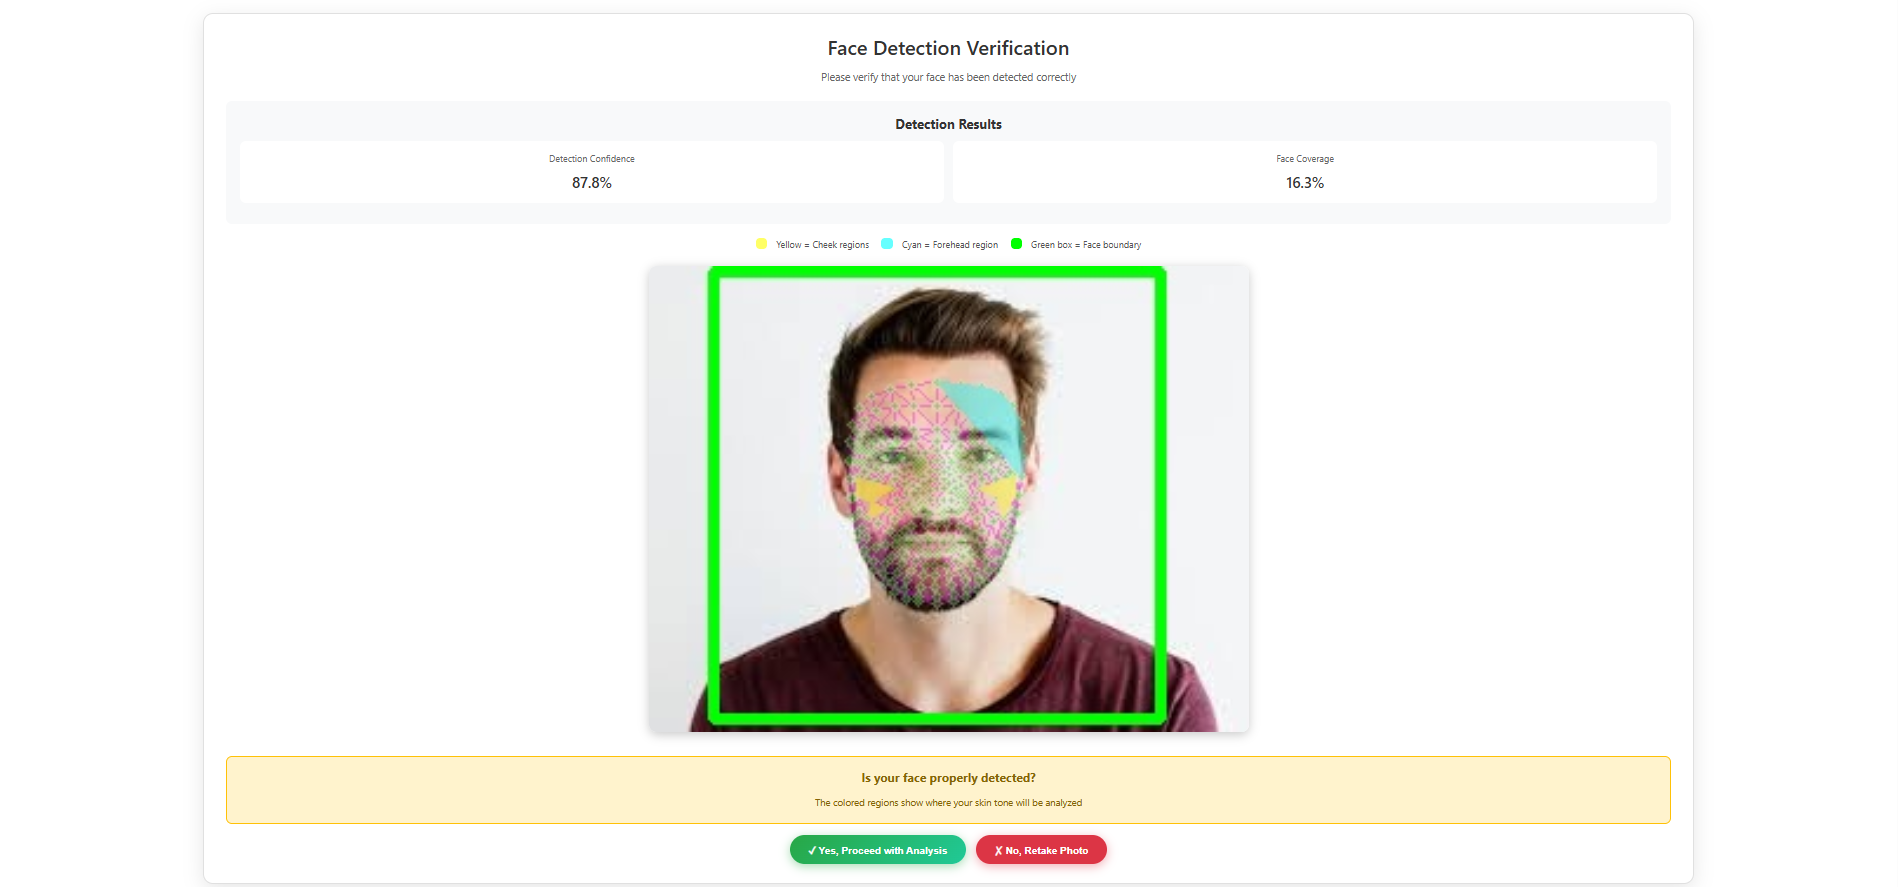 Face Detection Verification
Please verify that your face has been detected correctly
Detection Results
Detection Confidence
87.8%
Face Coverage
16.3%
Yellow = Cheek regions
Cyan = Forehead region
Green box = Face boundary
Is your face properly detected?
The colored regions show where your skin tone will be analyzed
✓ Yes, Proceed with Analysis
✗ No, Retake Photo